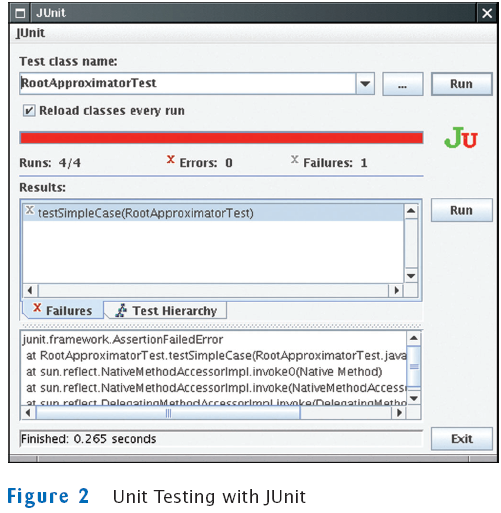 JUnit
JUnit
Test class name:
RootApproximatorTest
...
Run
Reload classes every run
JU
Runs: 4/4
X Errors: 0
X Failures: 1
Results:
X testSimpleCase(RootApproximatorTest)
Run
X Failures
Test Hierarchy
junit.framework.AssertionFailedError
at RootApproximatorTest.testSimpleCase(RootApproximatorTest.java
at sun.reflect.NativeMethodAccessorImpl.invoke0(Native Method)
at sun.reflect.NativeMethodAccessorImpl.invoke(NativeMethodAccess
at sun.reflect.DelegatingMethodAccessorImpl.invoke(DelegatingMetho
Finished: 0.265 seconds
Exit
Figure 2 Unit Testing with JUnit